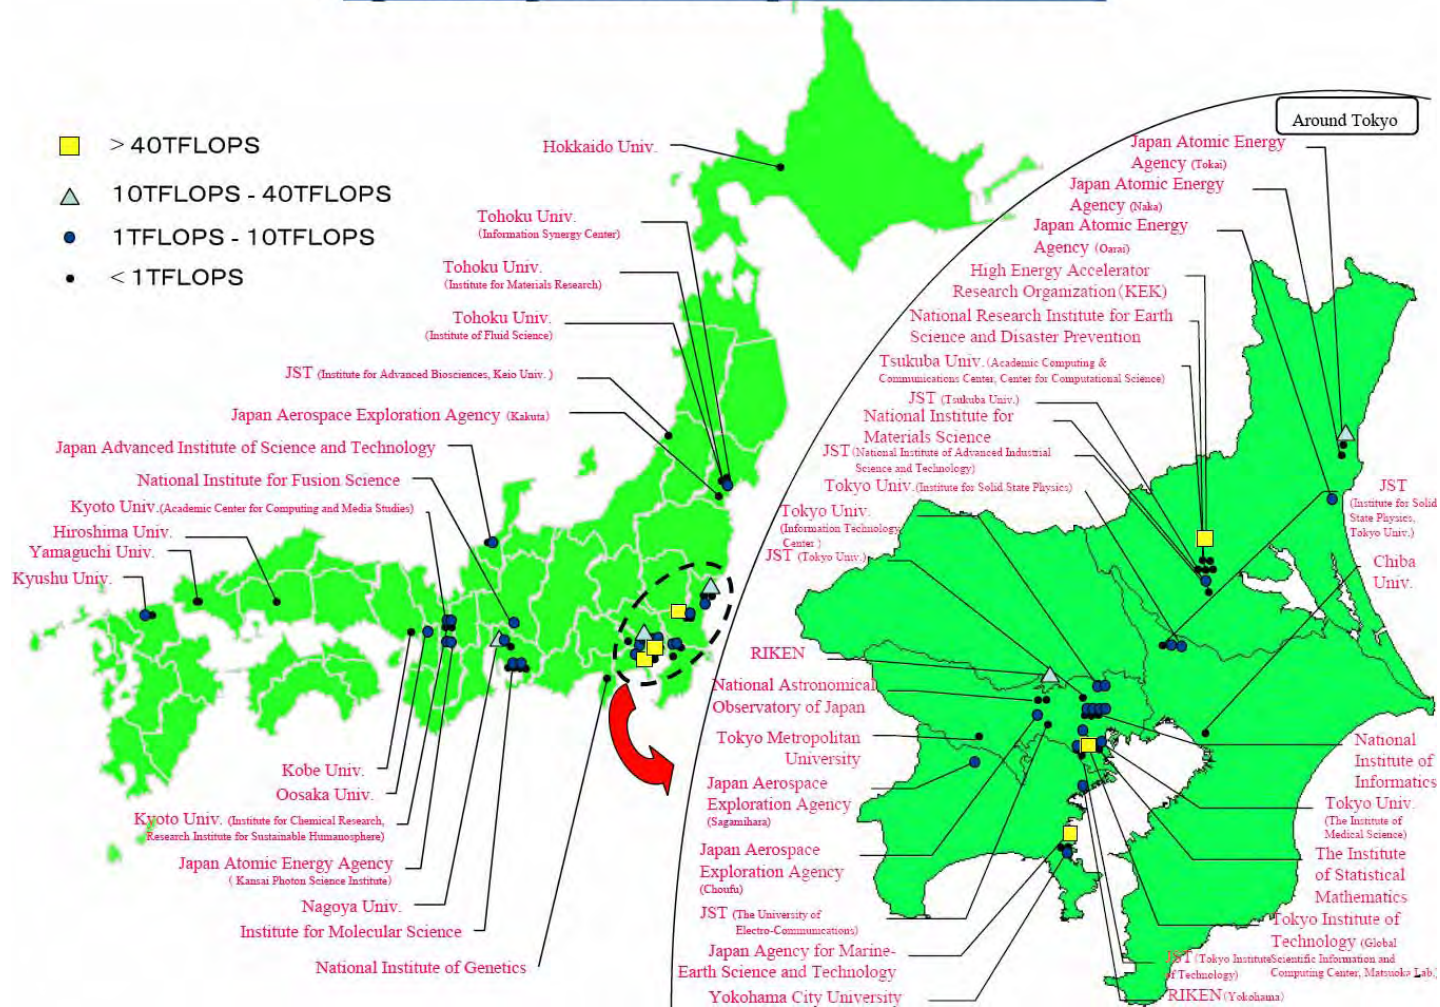 > 40TFLOPS
10TFLOPS - 40TFLOPS
1TFLOPS - 10TFLOPS
< 1TFLOPS
Hokkaido Univ.
Tohoku Univ.
(Information Synergy Center)
Tohoku Univ.
(Institute for Materials Research)
Tohoku Univ.
(Institute of Fluid Science)
JST (Institute for Advanced Biosciences, Keio Univ. )
Japan Aerospace Exploration Agency (Kakuta)
Japan Advanced Institute of Science and Technology
National Institute for Fusion Science
Kyoto Univ.(Academic Center for Computing and Media Studies)
Hiroshima Univ.
Yamaguchi Univ.
Kyushu Univ.
Kobe Univ.
Oosaka Univ.
Kyoto Univ. (Institute for Chemical Research,
Research Institute for Sustainable Humanosphere)
Japan Atomic Energy Agency
( Kansai Photon Science Institute)
Nagoya Univ.
Institute for Molecular Science
National Institute of Genetics
Around Tokyo
Japan Atomic Energy
Agency (Tokai)
Japan Atomic Energy
Agency (Naka)
Japan Atomic Energy
Agency (Oarai)
High Energy Accelerator
Research Organization (KEK)
National Research Institute for Earth
Science and Disaster Prevention
Tsukuba Univ. (Academic Computing &
Communications Center, Center for Computational Science)
JST (Tsukuba Univ.)
National Institute for
Materials Science
JST (National Institute of Advanced Industrial
Science and Technology)
Tokyo Univ.(Institute for Solid State Physics)
Tokyo Univ.
(Information Technology
Center )
JST (Tokyo Univ.)
RIKEN
National Astronomical
Observatory of Japan
Tokyo Metropolitan
University
Japan Aerospace
Exploration Agency
(Sagamihara)
Japan Aerospace
Exploration Agency
(Choufu)
JST (The University of
Electro-Communications)
Japan Agency for Marine-
Earth Science and Technology
Yokohama City University
JST
(Institute for Solid
State Physics,
Tokyo Univ.)
Chiba
Univ.
National
Institute of
Informatics
Tokyo Univ.
(The Institute of
Medical Science)
The Institute
of Statistical
Mathematics
Tokyo Institute of
Technology (Global
Scientific Information and
Computing Center, Matsuoka Lab.)
JST (Tokyo Institute
of Technology)
RIKEN (Yokohama)